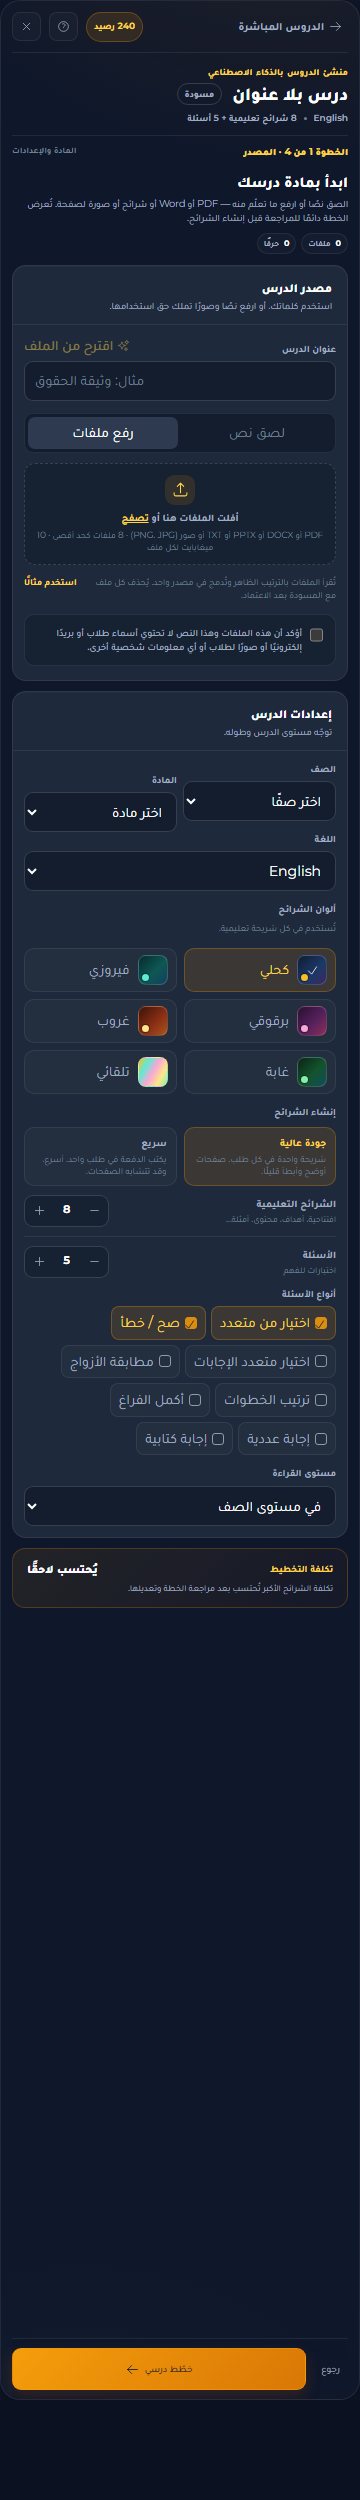 الدروس المباشرة
240 رصيد
منشئ الدروس بالذكاء الاصطناعي
درس بلا عنوان
مسودة
English • 8 شرائح تعليمية + 5 أسئلة
الخطوة 1 من 4 • المصدر
المادة والإعدادات
ابدأ بمادة درسك
الصق نصًا أو ارفع ما تعلّم منه — PDF أو Word أو شرائح أو صورة لصفحة. تُعرض
الخطة دائمًا للمراجعة قبل إنشاء الشرائح.
0 ملفات
0 حرفًا
مصدر الدرس
استخدم كلماتك، أو ارفع نصًا وصورًا تملك حق استخدامها.
عنوان الدرس
اقترح من الملف
مثال: وثيقة الحقوق
لصق نص
رفع ملفات
أفلت الملفات هنا أو تصفح
PDF أو DOCX أو PPTX أو TXT أو صور (PNG، JPG) · 8 ملفات كحد أقصى · 10
ميغابايت لكل ملف
تُقرأ الملفات بالترتيب الظاهر وتُدمج في مصدر واحد. يُحذف كل ملف
مع المسودة بعد الاعتماد.
استخدم مثالًا
أؤكد أن هذه الملفات وهذا النص لا تحتوي أسماء طلاب أو بريدًا
إلكترونيًا أو صورًا لطلاب أو أي معلومات شخصية أخرى.
إعدادات الدرس
توجّه مستوى الدرس وطوله.
الصف
المادة
اختر صفًا
اختر مادة
اللغة
English
ألوان الشرائح
تُستخدم في كل شريحة تعليمية.
كحلي
فيروزي
برقوقي
غروب
غابة
تلقائي
إنشاء الشرائح
جودة عالية
شريحة واحدة في كل طلب. صفحات
أوضح وأبطأ قليلًا.
سريع
يكتب الدفعة في طلب واحد. أسرع،
وقد تتشابه الصفحات.
الشرائح التعليمية
افتتاحية، أهداف، محتوى، أمثلة...
8
الأسئلة
اختبارات للفهم
5
أنواع الأسئلة
اختيار من متعدد
صح / خطأ
اختيار متعدد الإجابات
مطابقة الأزواج
ترتيب الخطوات
أكمل الفراغ
إجابة عددية
إجابة كتابية
مستوى القراءة
في مستوى الصف
تكلفة التخطيط
يُحتسب لاحقًا
تكلفة الشرائح الأكبر تُحتسب بعد مراجعة الخطة وتعديلها.
رجوع
خطّط درسي